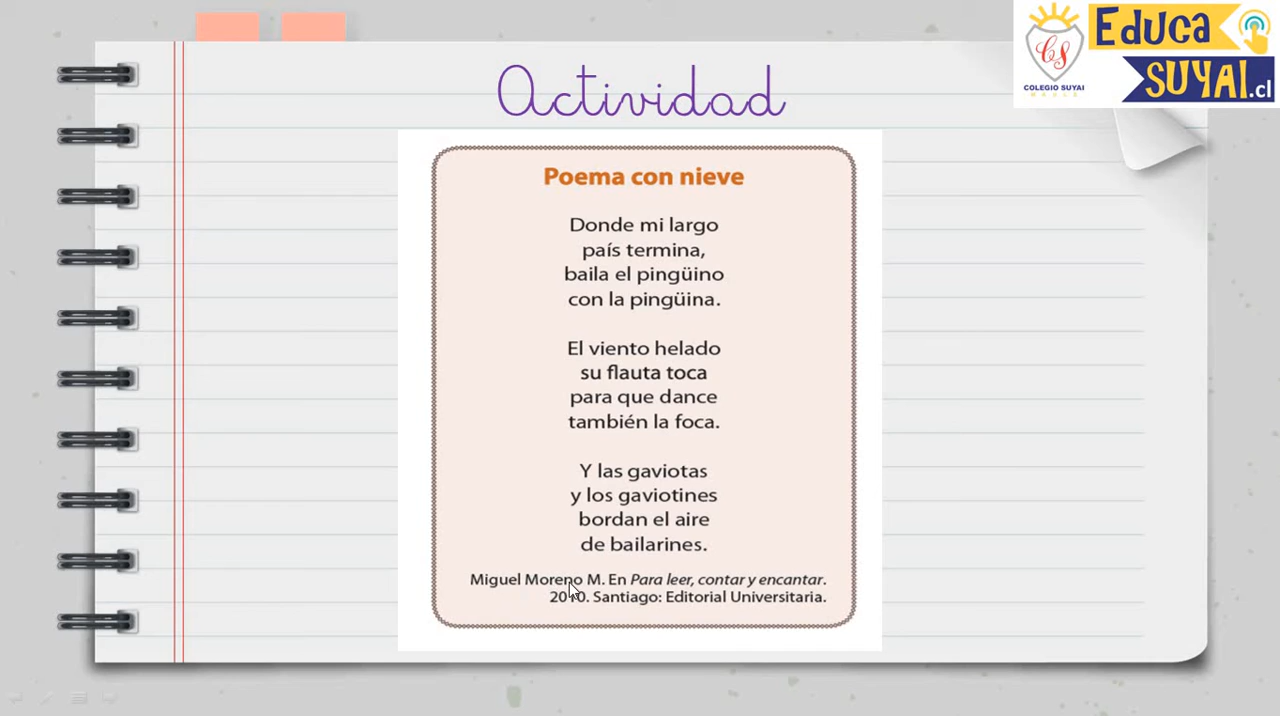 Educa
SUYAI.cl
CS
COLEGIO SUYAI
Actividad
Poema con nieve
Donde mi largo
país termina,
baila el pingüino
con la pingüina.
El viento helado
su flauta toca
para que dance
también la foca.
Y las gaviotas
y los gaviotines
bordan el aire
de bailarines.
Miguel Moreno M. En Para leer, contar y encantar.
2010. Santiago: Editorial Universitaria.